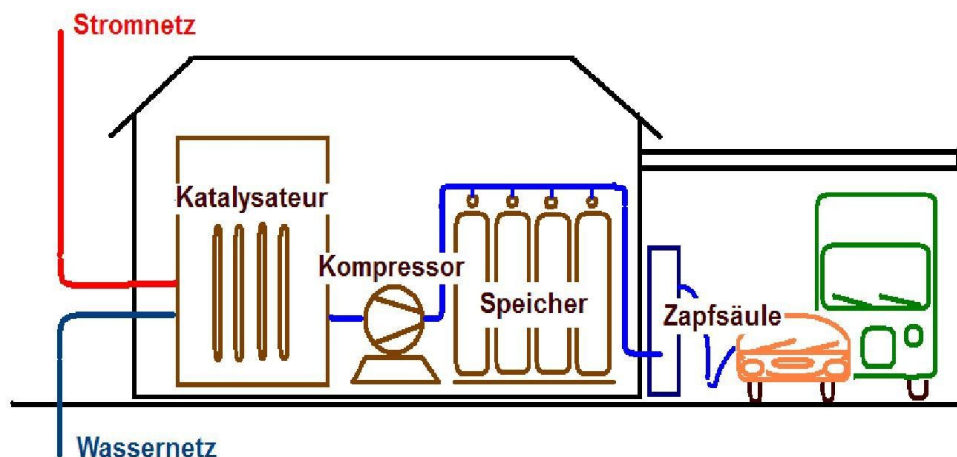 Stromnetz
Katalysateur
Kompressor
Speicher
Zapfsäule
Wassernetz